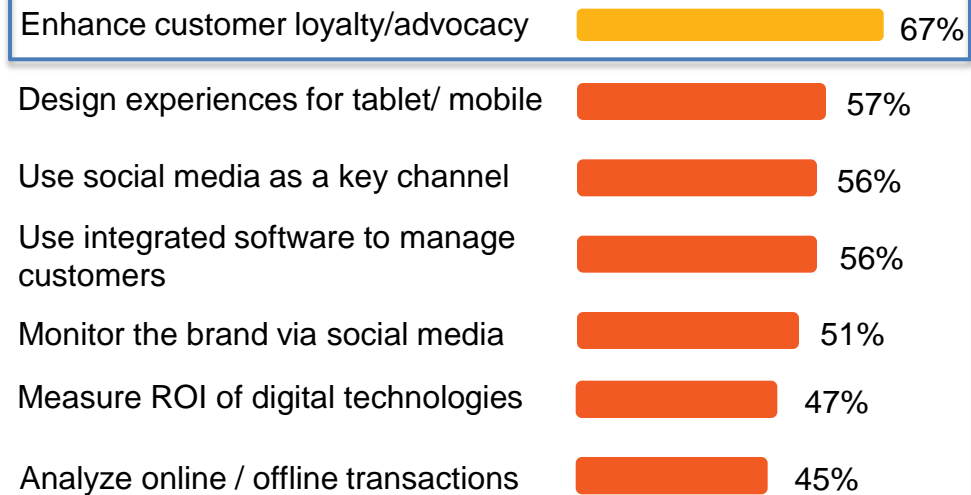 Enhance customer loyalty/advocacy 67%
Design experiences for tablet/ mobile 57%
Use social media as a key channel 56%
Use integrated software to manage
customers 56%
Monitor the brand via social media 51%
Measure ROI of digital technologies 47%
Analyze online / offline transactions 45%